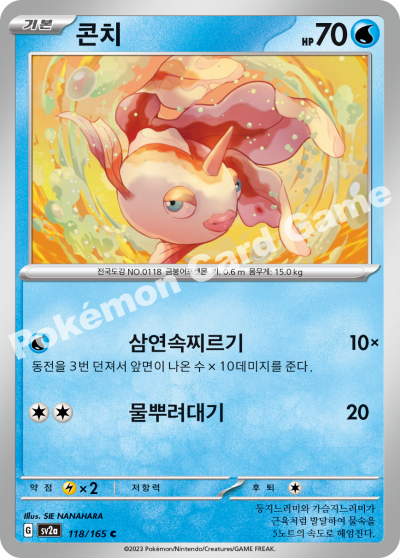 기본 콘치 HP 70
전국도감 NO.0118 금붕어포켓몬 키: 0.6 m 몸무게: 15.0 kg
삼연속찌르기 10×
동전을 3번 던져서 앞면이 나온 수 × 10데미지를 준다.
물뿌려대기 20
약점 ×2 저항력 후퇴
Illus. SIE NANAHARA
G sv2a 118/165 C
등지느러미와 가슴지느러미가
근육처럼 발달하여 물속을
5노트의 속도로 헤엄친다.
©2023 Pokémon/Nintendo/Creatures/GAME FREAK.
Pokémon Card Game